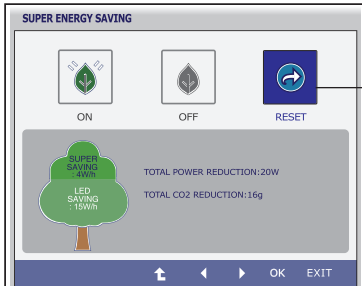 SUPER ENERGY SAVING
ON
OFF
RESET
SUPER
SAVING
: 4W/h
LED
SAVING
: 15W/h
TOTAL POWER REDUCTION:20W
TOTAL CO2 REDUCTION:16g
OK
EXIT